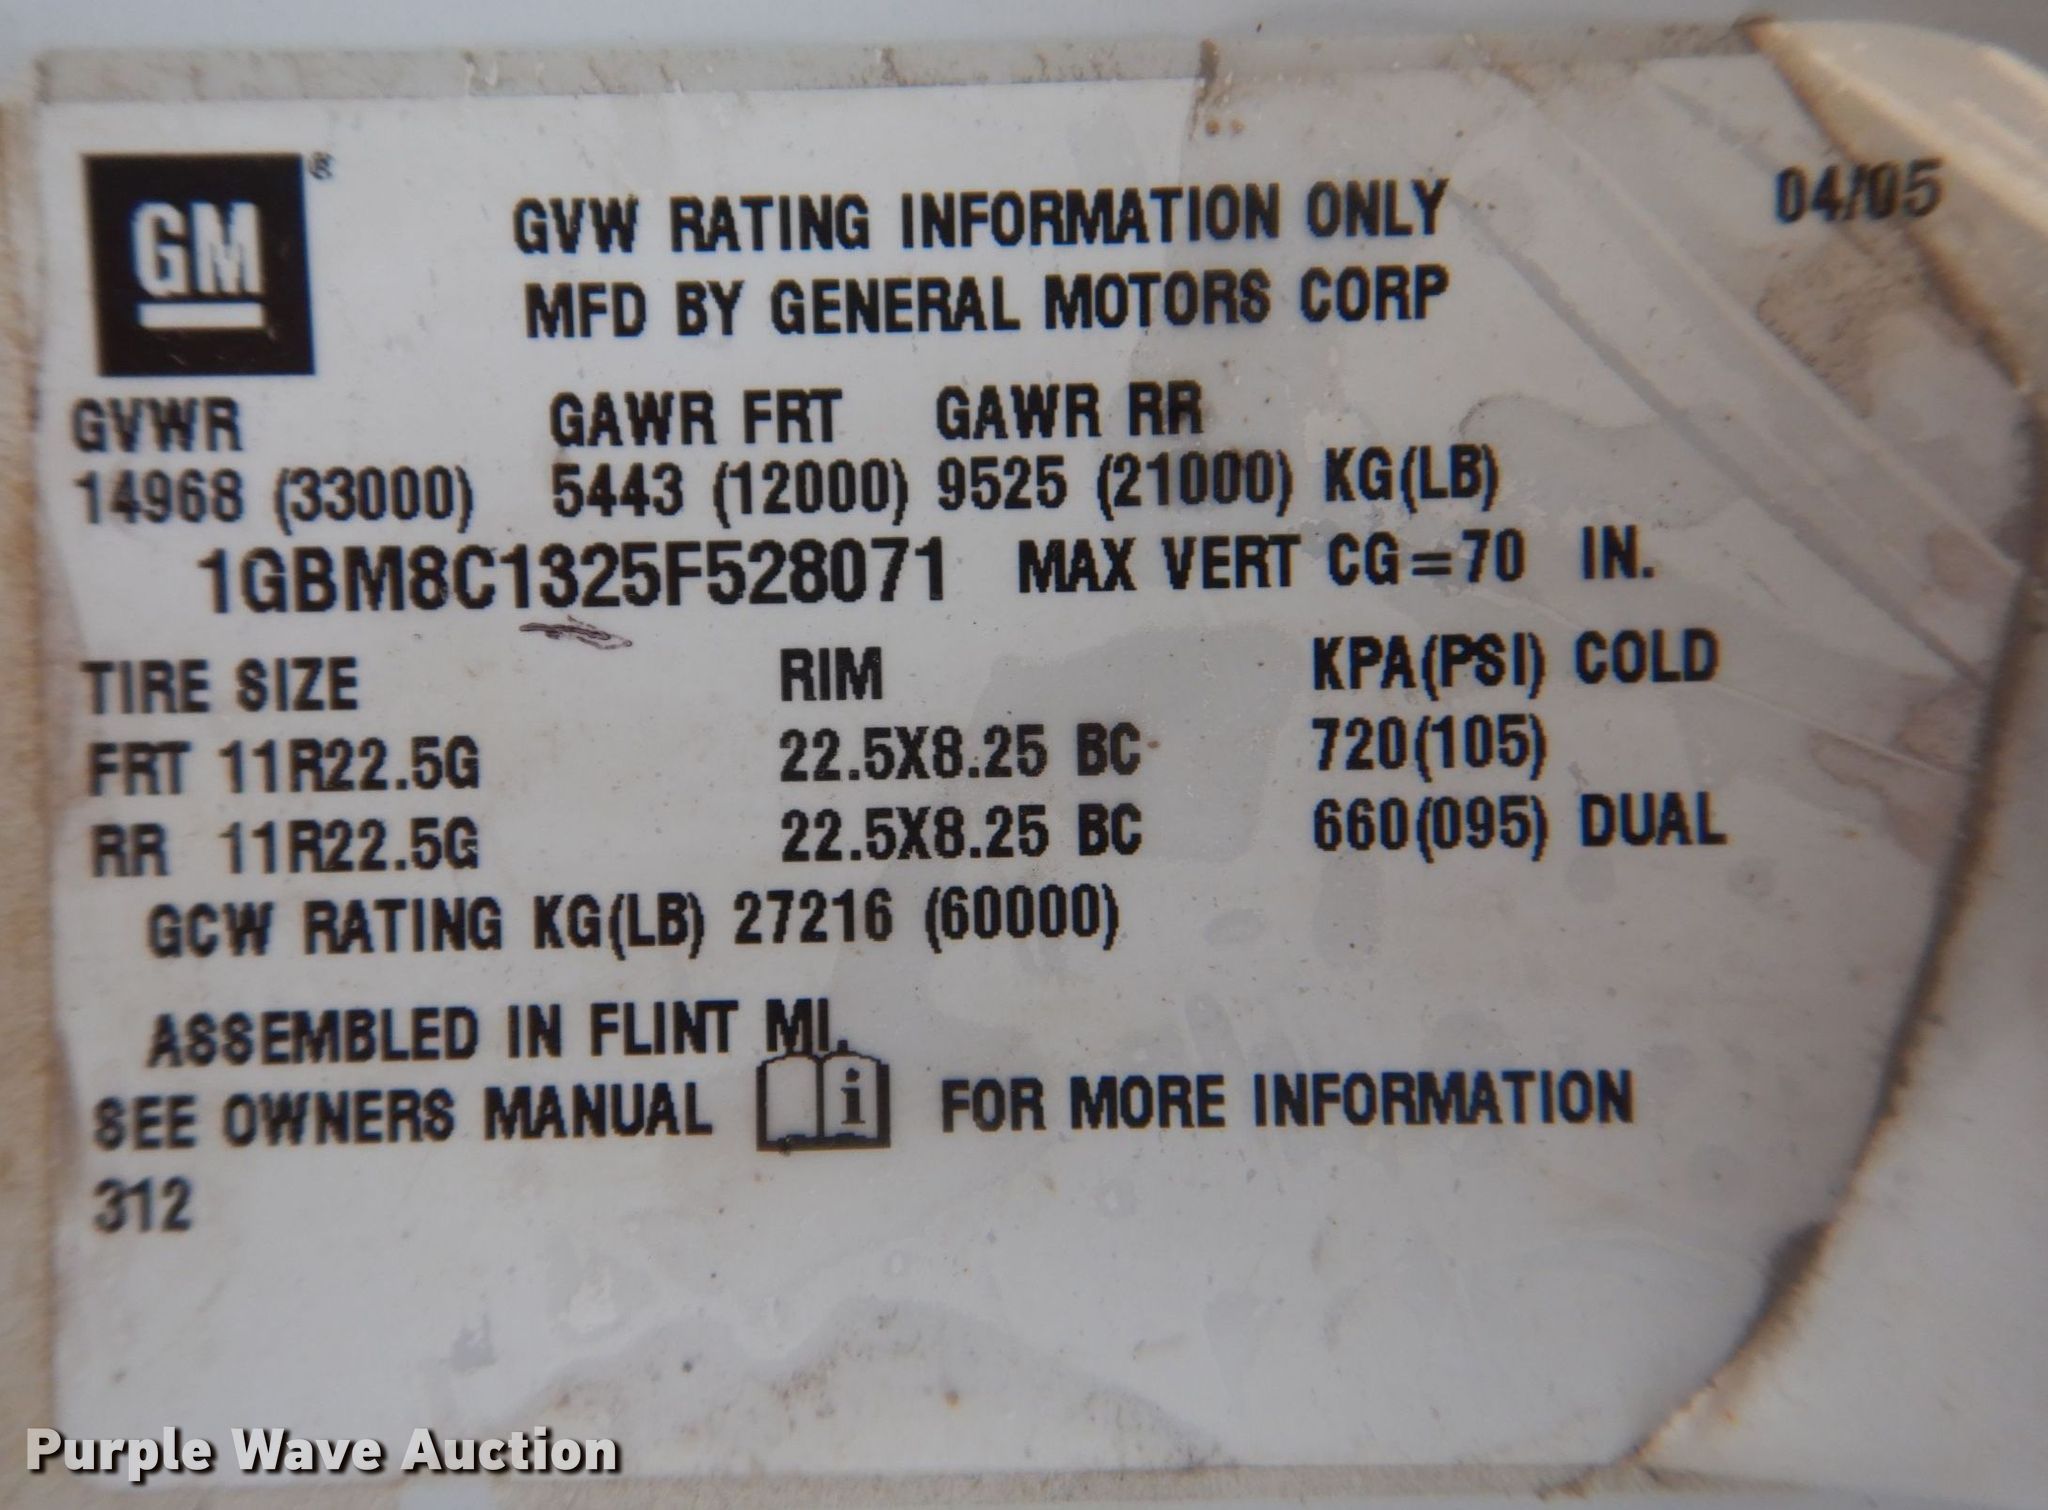 GM®
GVW RATING INFORMATION ONLY 04/05
MFD BY GENERAL MOTORS CORP
GVWR GAWR FRT GAWR RR
14968 (33000) 5443 (12000) 9525 (21000) KG(LB)
1GBM8C1325F528071 MAX VERT CG=70 IN.
TIRE SIZE RIM KPA(PSI) COLD
FRT 11R22.5G 22.5X8.25 BC 720(105)
RR 11R22.5G 22.5X8.25 BC 660(095) DUAL
GCW RATING KG(LB) 27216 (60000)
ASSEMBLED IN FLINT MI.
SEE OWNERS MANUAL i FOR MORE INFORMATION
312
Purple Wave Auction